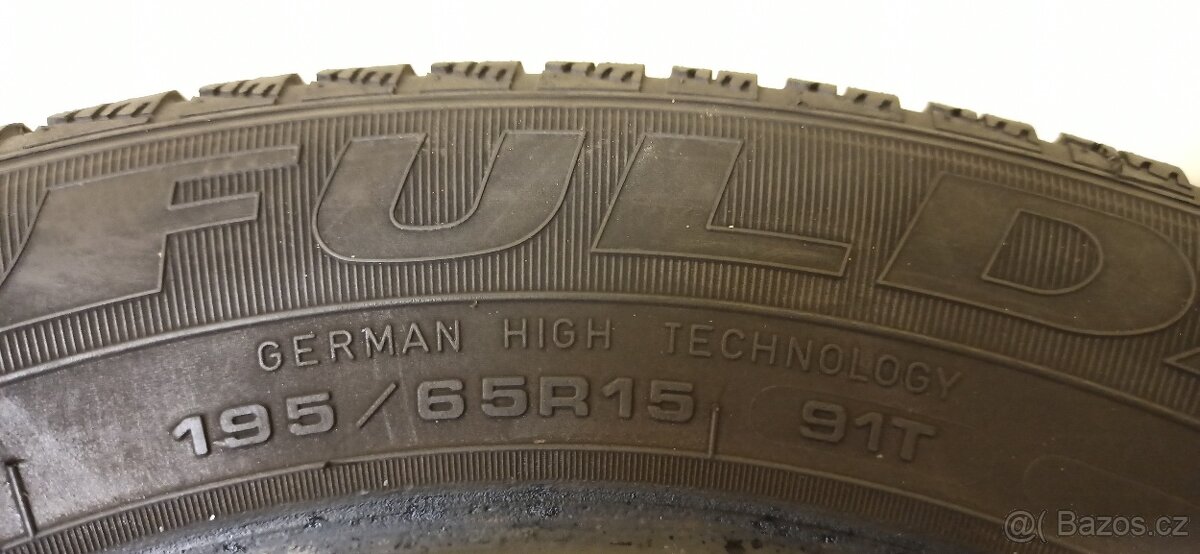 FULD
GERMAN HIGH TECHNOLOGY
195/65R15 91T
@( Bazos.cz